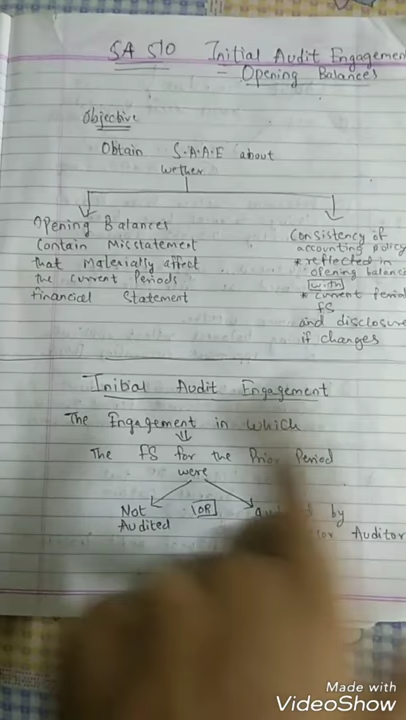 SA 510 Initial Audit Engagement
= Opening Balances
Objective
Obtain S.A.A.E about
wether
Opening Balances
Contain Misstatement
that Materially affect
the current Periods
financial Statement
Consistency of
accounting policy
* reflected in
opening balance
with
* current period
FS
and disclosure
if changes
Initial Audit Engagement
The Engagement in which
The FS for the Prior Period
were
Not
Audited
OR
by
Auditor
Made with
VideoShow